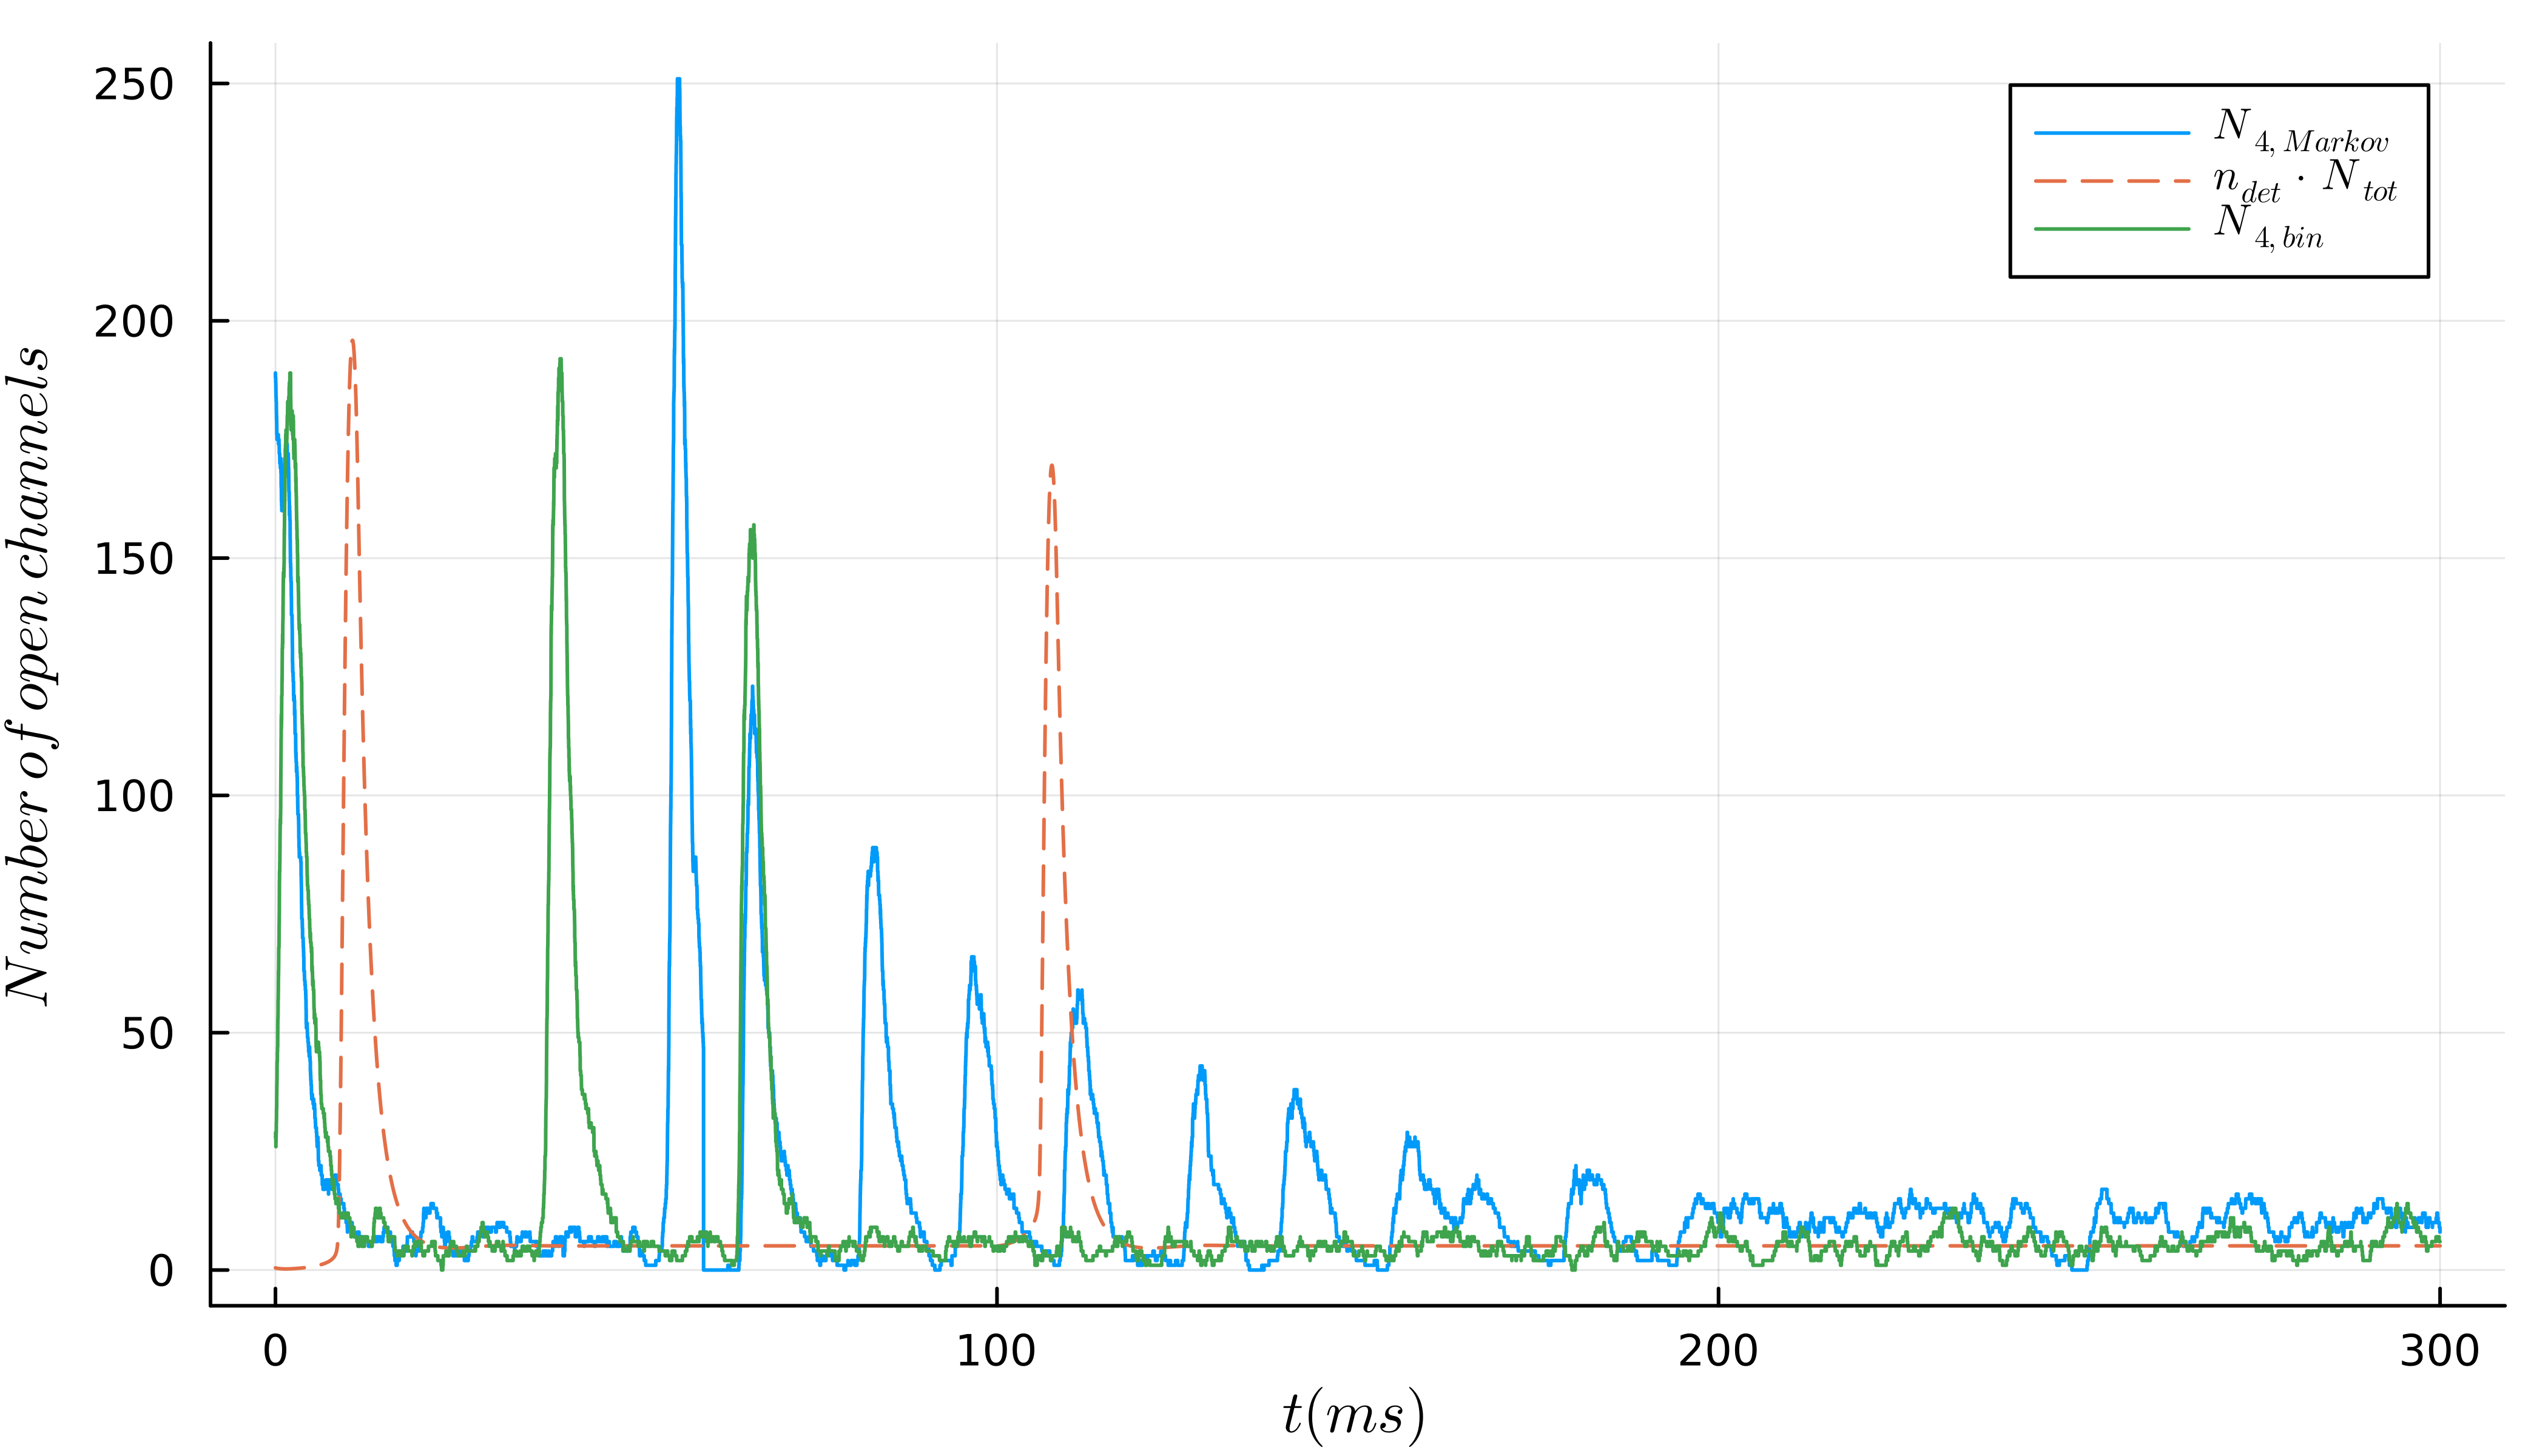 250
200
150
100
50
0
Number of open channels
N4, Markov
ndet · Ntot
N4, bin
0 100 200 300
t(ms)